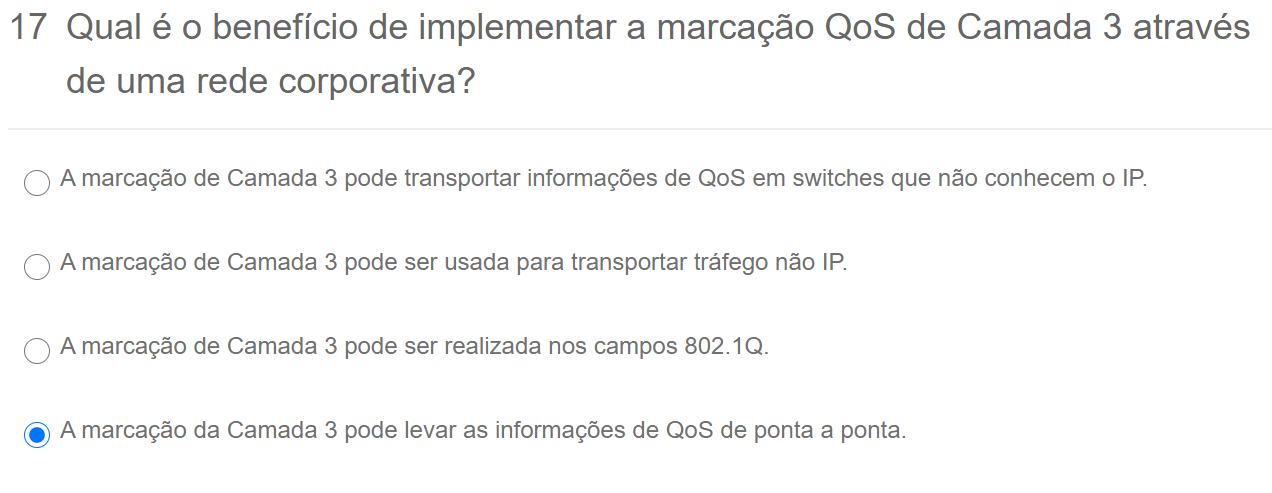 17 Qual é o benefício de implementar a marcação QoS de Camada 3 através
de uma rede corporativa?
A marcação de Camada 3 pode transportar informações de QoS em switches que não conhecem o IP.
A marcação de Camada 3 pode ser usada para transportar tráfego não IP.
A marcação de Camada 3 pode ser realizada nos campos 802.1Q.
A marcação da Camada 3 pode levar as informações de QoS de ponta a ponta.